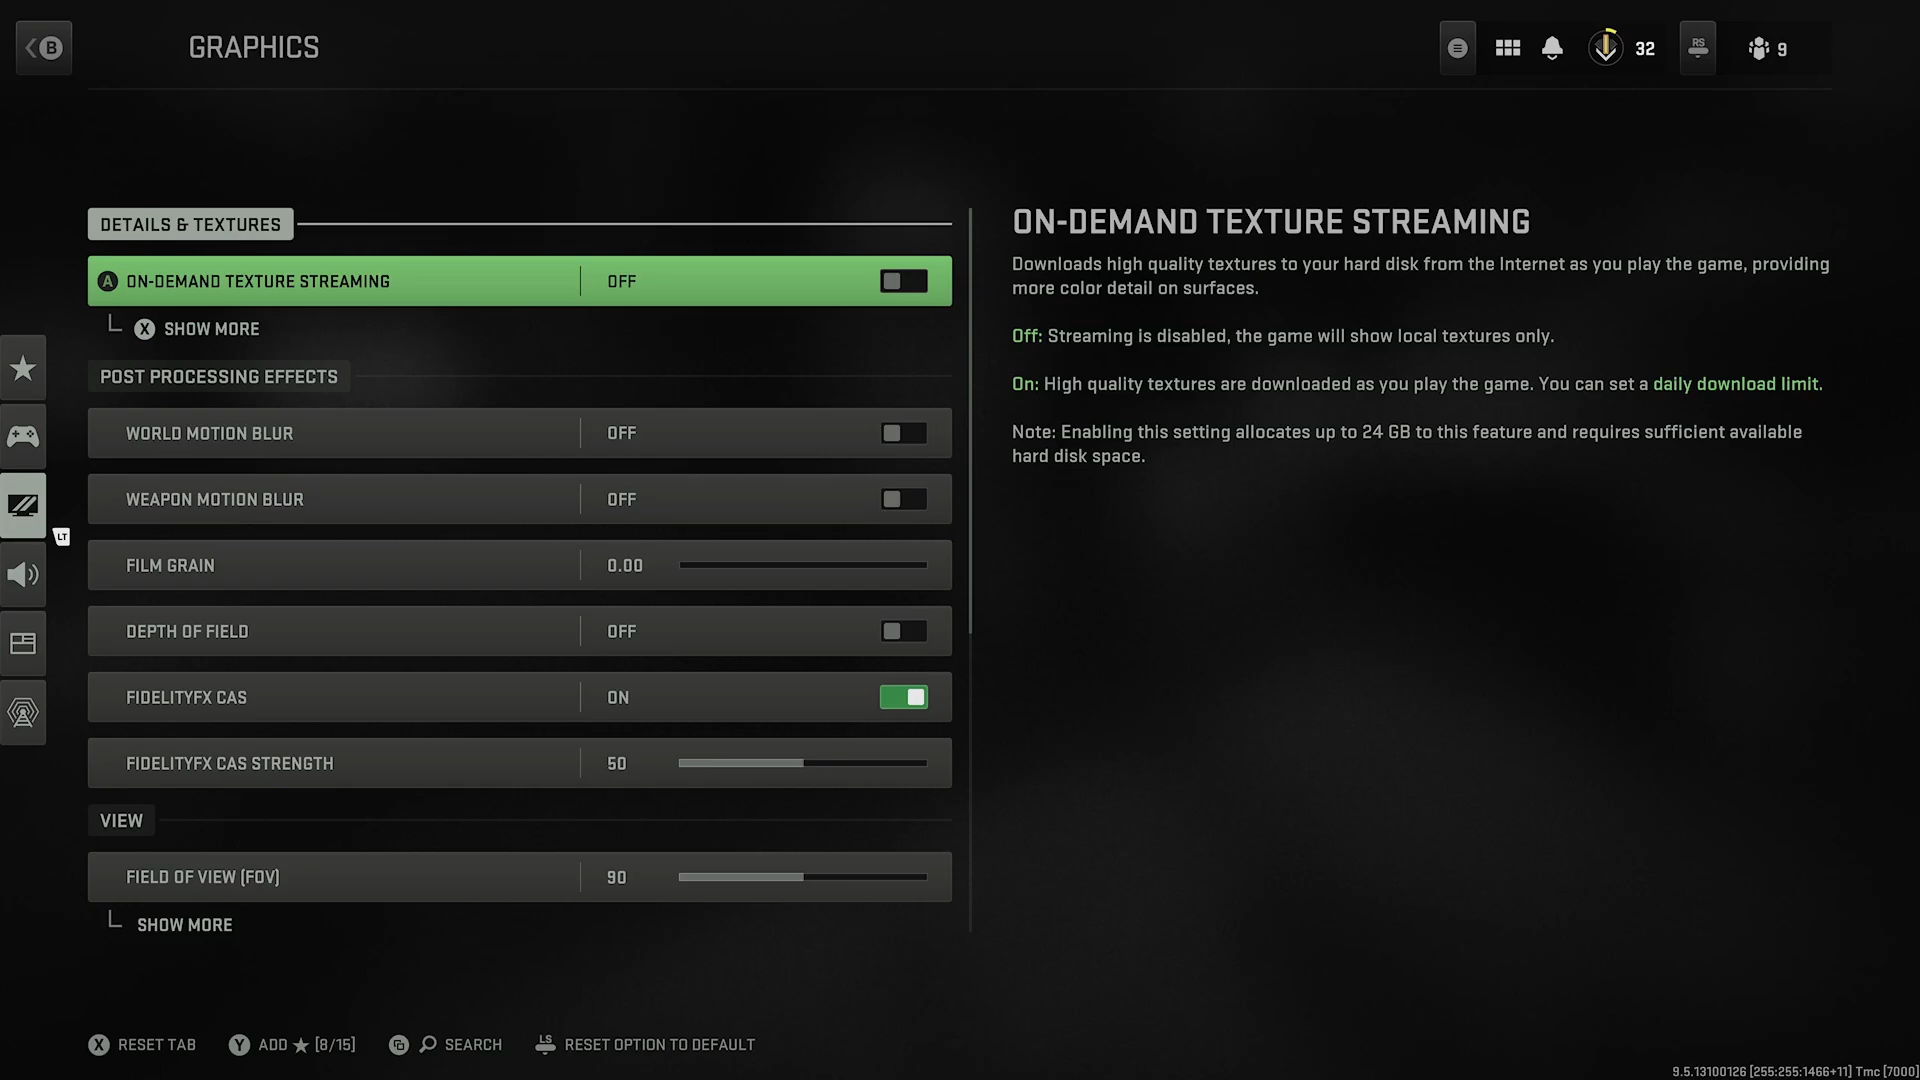 B
GRAPHICS
32
RS
9
DETAILS & TEXTURES
A ON-DEMAND TEXTURE STREAMING OFF
X SHOW MORE
POST PROCESSING EFFECTS
WORLD MOTION BLUR OFF
WEAPON MOTION BLUR OFF
LT
FILM GRAIN 0.00
DEPTH OF FIELD OFF
FIDELITYFX CAS ON
FIDELITYFX CAS STRENGTH 50
VIEW
FIELD OF VIEW (FOV) 90
SHOW MORE
ON-DEMAND TEXTURE STREAMING
Downloads high quality textures to your hard disk from the Internet as you play the game, providing
more color detail on surfaces.
Off: Streaming is disabled, the game will show local textures only.
On: High quality textures are downloaded as you play the game. You can set a daily download limit.
Note: Enabling this setting allocates up to 24 GB to this feature and requires sufficient available
hard disk space.
X RESET TAB Y ADD ★ [8/15] SEARCH LS RESET OPTION TO DEFAULT
9.5.13100126 [255:255:1466+11] Tmc [7000]